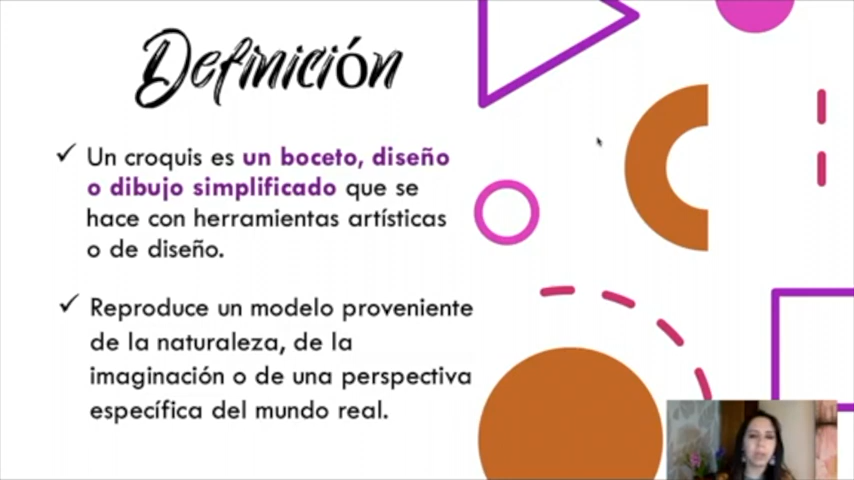 Definición
✓ Un croquis es un boceto, diseño
o dibujo simplificado que se
hace con herramientas artísticas
o de diseño.
✓ Reproduce un modelo proveniente
de la naturaleza, de la
imaginación o de una perspectiva
específica del mundo real.